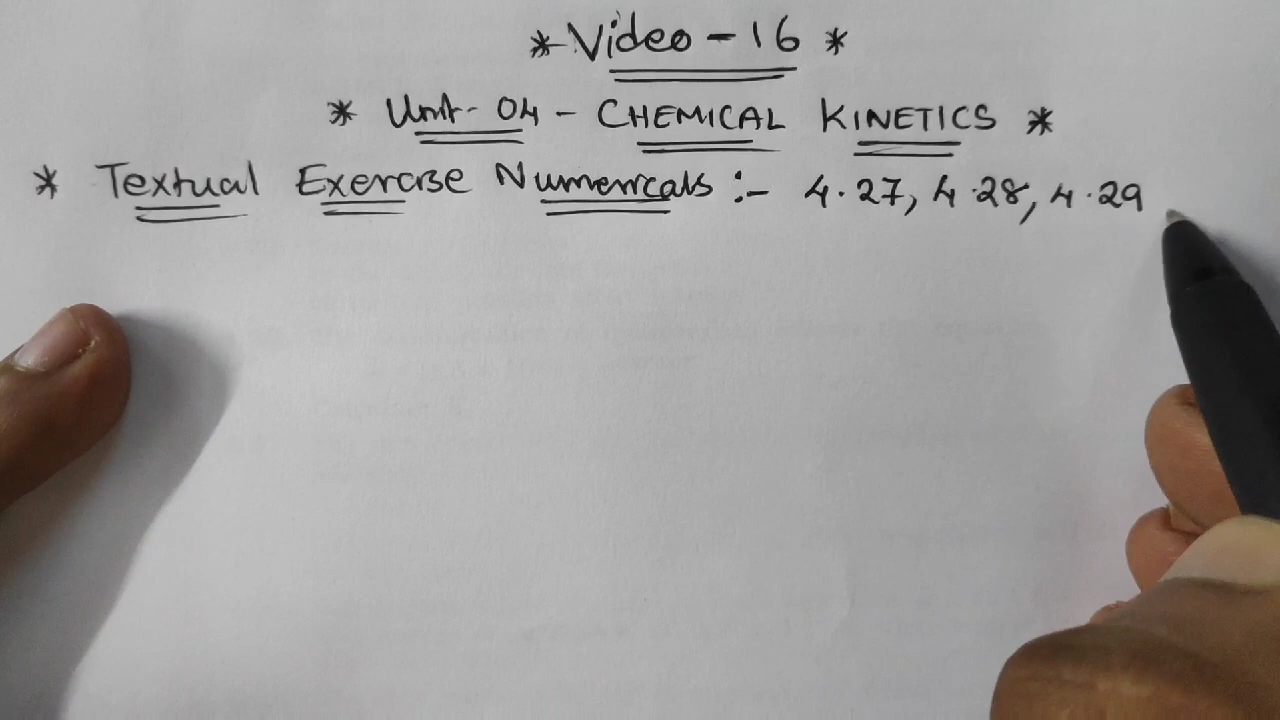 * Video - 16 *
* Unit - 04 - CHEMICAL KINETICS *
* Textual Exercise Numericals :- 4.27, 4.28, 4.29